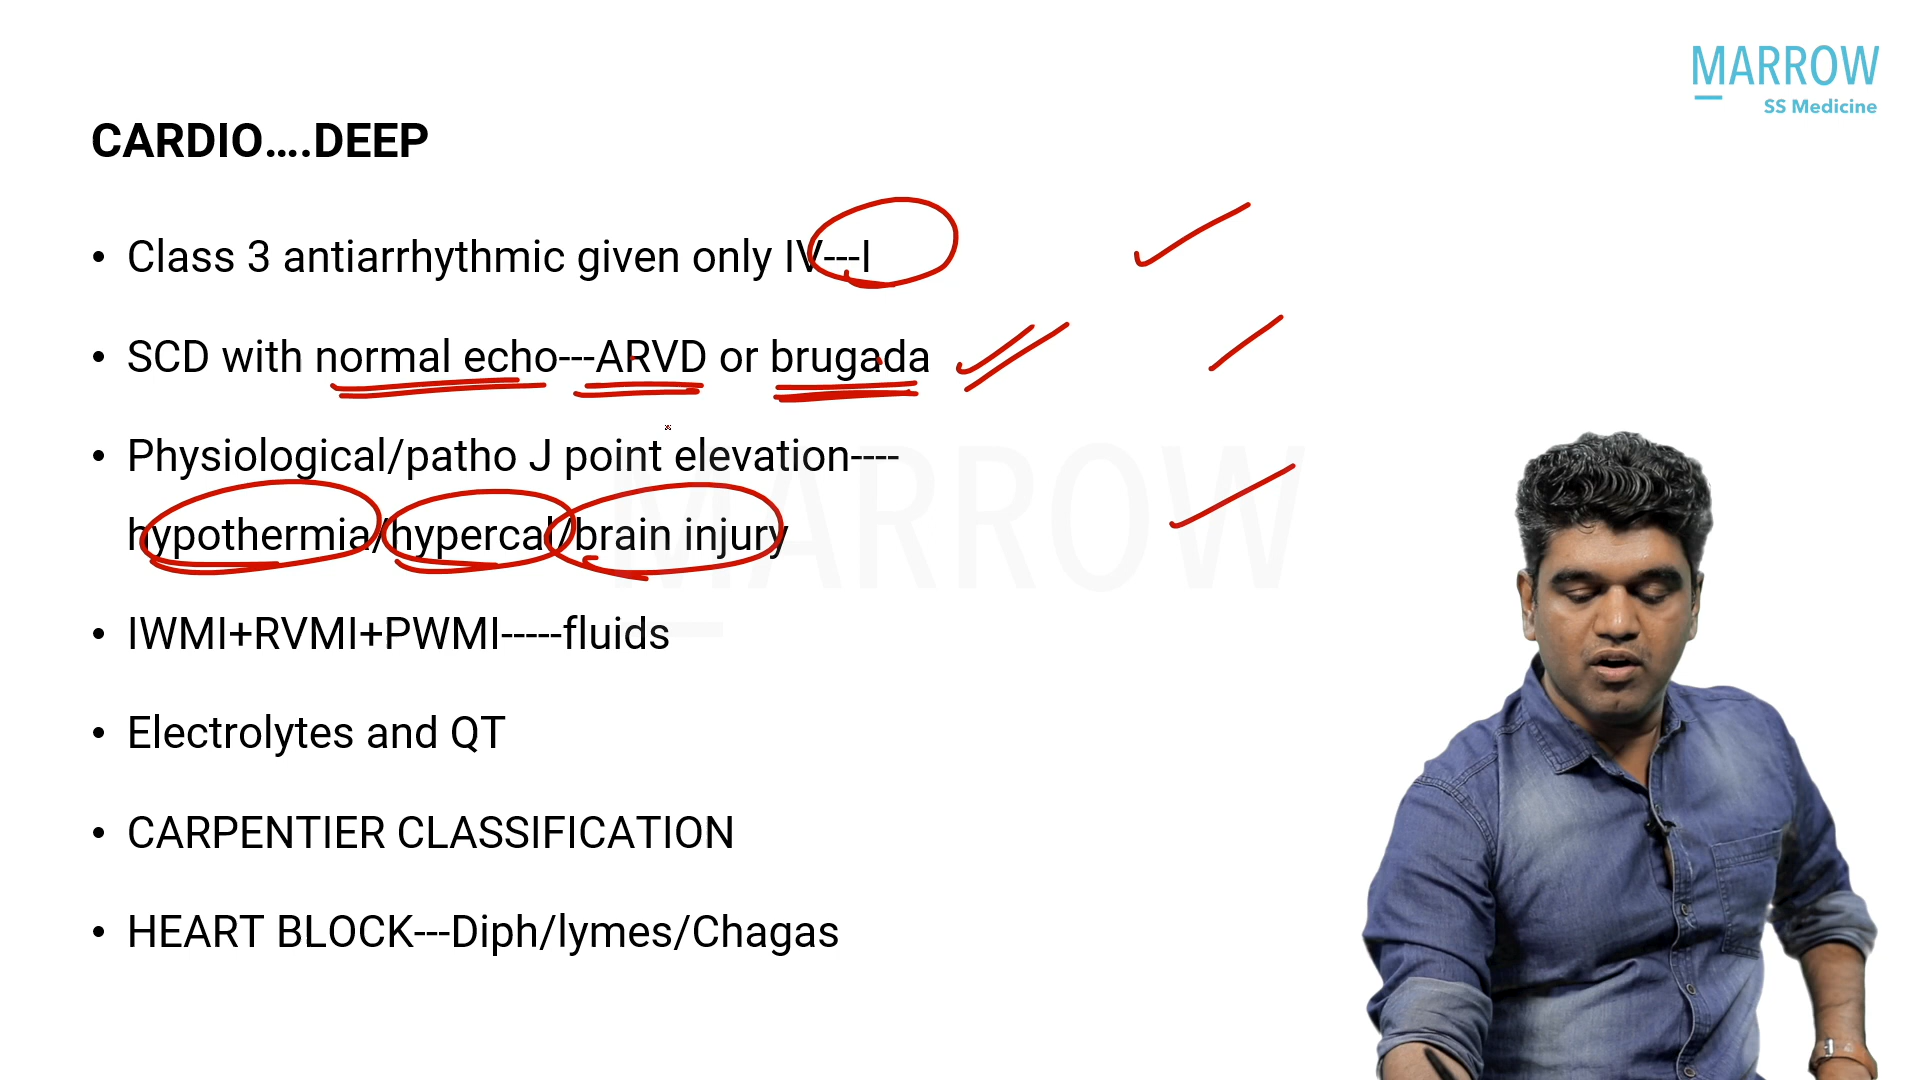 MARROW
SS Medicine
CARDIO....DEEP
• Class 3 antiarrhythmic given only IV---I
• SCD with normal echo---ARVD or brugada
• Physiological/patho J point elevation----
hypothermia/hypercal/brain injury
• IWMI+RVMI+PWMI-----fluids
• Electrolytes and QT
• CARPENTIER CLASSIFICATION
• HEART BLOCK---Diph/lymes/Chagas
MARROW